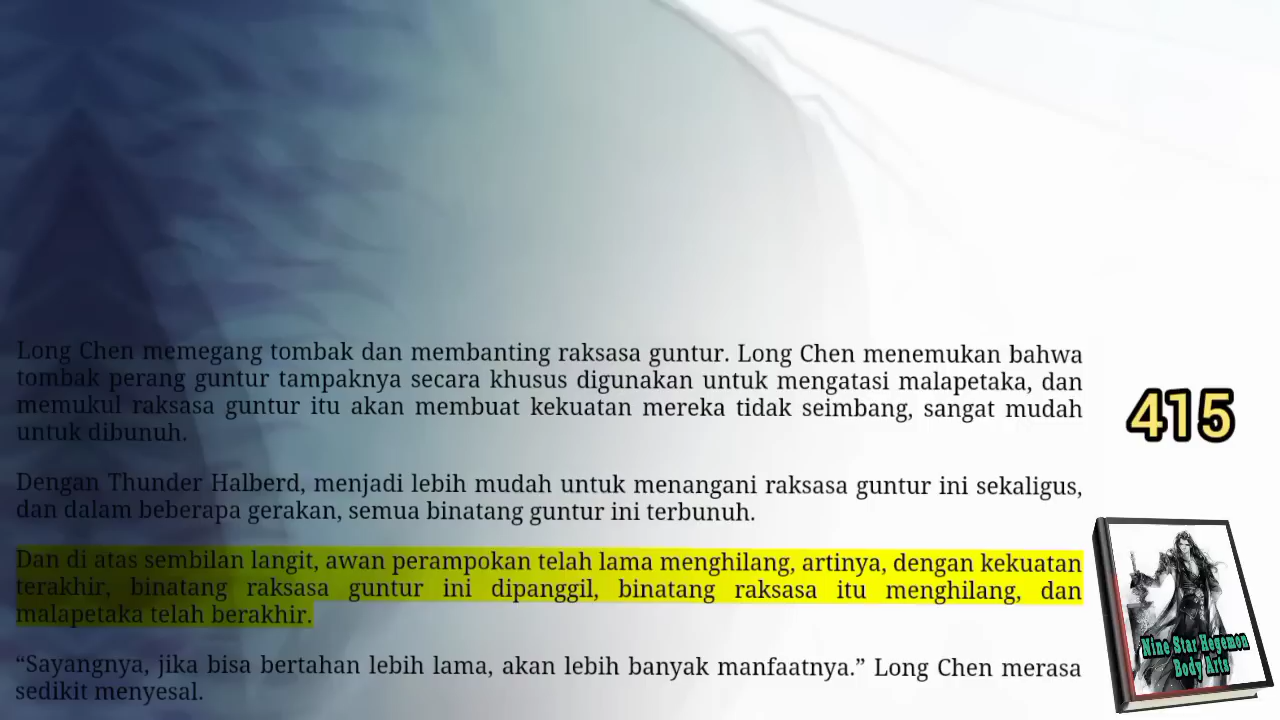 Long Chen memegang tombak dan membanting raksasa guntur. Long Chen menemukan bahwa
tombak perang guntur tampaknya secara khusus digunakan untuk mengatasi malapetaka, dan
memukul raksasa guntur itu akan membuat kekuatan mereka tidak seimbang, sangat mudah
untuk dibunuh.
Dengan Thunder Halberd, menjadi lebih mudah untuk menangani raksasa guntur ini sekaligus,
dan dalam beberapa gerakan, semua binatang guntur ini terbunuh.
Dan di atas sembilan langit, awan perampokan telah lama menghilang, artinya, dengan kekuatan
terakhir, binatang raksasa guntur ini dipanggil, binatang raksasa itu menghilang, dan
malapetaka telah berakhir.
“Sayangnya, jika bisa bertahan lebih lama, akan lebih banyak manfaatnya.” Long Chen merasa
sedikit menyesal.
415
Nine Star Hegemon
Body Arts